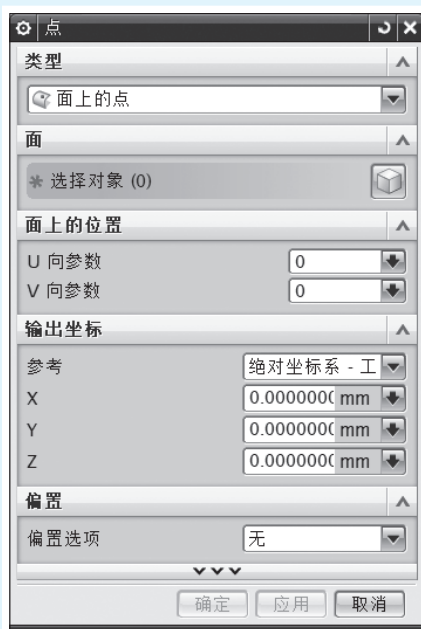 点
类型
面上的点
面
* 选择对象 (0)
面上的位置
U 向参数 0
V 向参数 0
输出坐标
参考 绝对坐标系 - 工
X 0.0000000 mm
Y 0.0000000 mm
Z 0.0000000 mm
偏置
偏置选项 无
确定 应用 取消